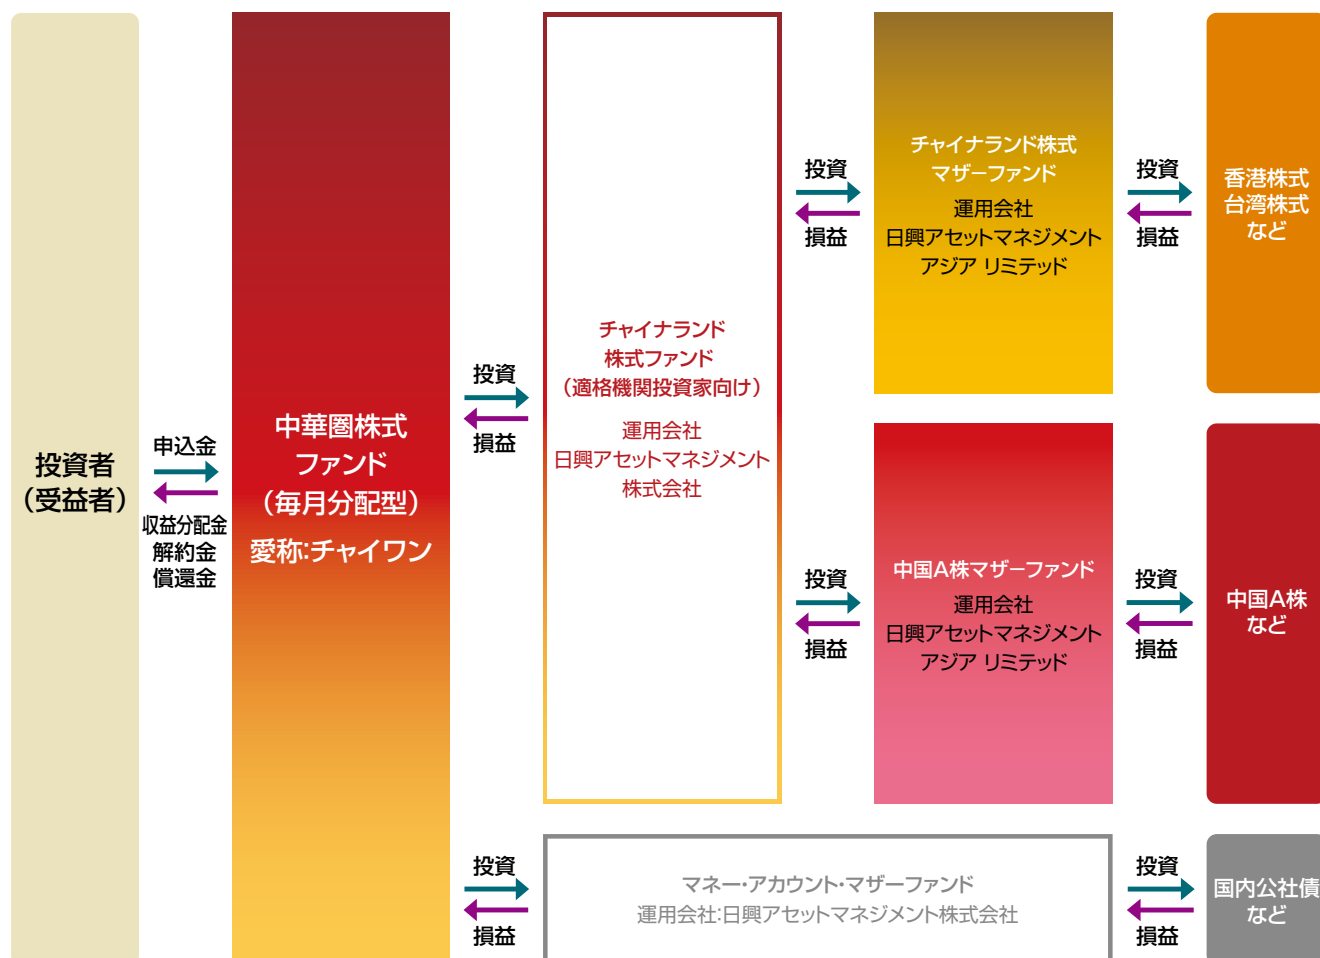 投資者
（受益者）
申込金
収益分配金
解約金
償還金
中華圏株式
ファンド
（毎月分配型）
愛称:チャイワン
投資
損益
チャイナランド
株式ファンド
（適格機関投資家向け）
運用会社
日興アセットマネジメント
株式会社
投資
損益
チャイナランド株式
マザーファンド
運用会社
日興アセットマネジメント
アジア リミテッド
投資
損益
香港株式
台湾株式
など
投資
損益
中国A株マザーファンド
運用会社
日興アセットマネジメント
アジア リミテッド
投資
損益
中国A株
など
投資
損益
マネー・アカウント・マザーファンド
運用会社:日興アセットマネジメント株式会社
投資
損益
国内公社債
など